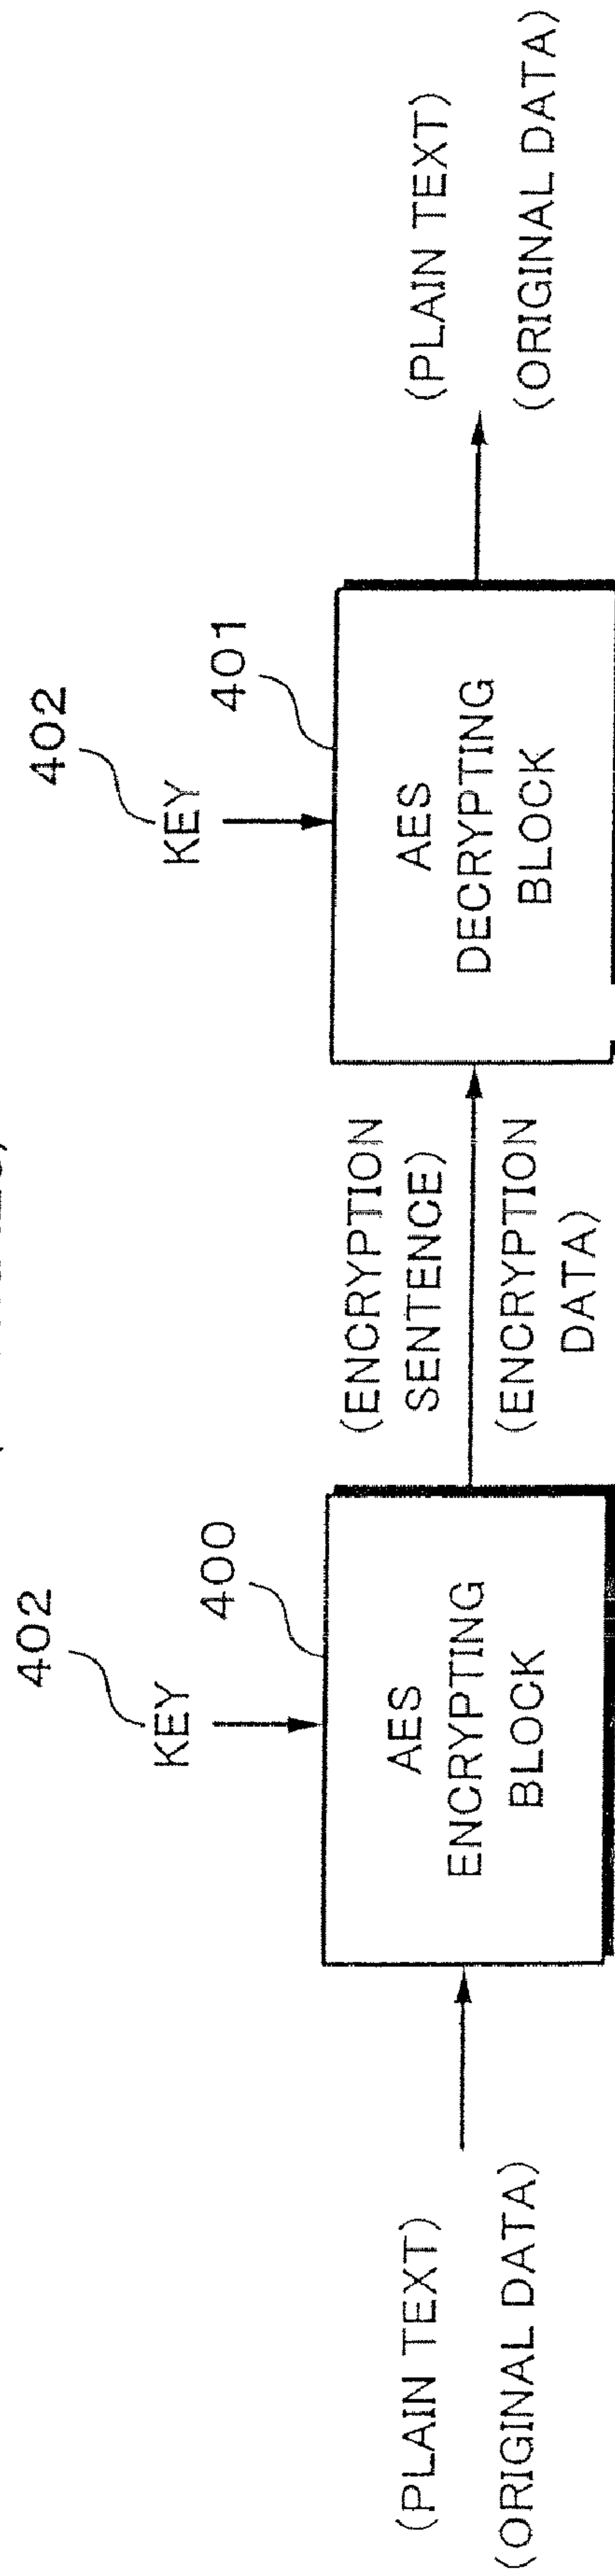 (PLAIN TEXT)
(ORIGINAL DATA)
402
KEY
400
AES
ENCRYPTING
BLOCK
(ENCRYPTION
SENTENCE)
(ENCRYPTION
DATA)
402
KEY
401
AES
DECRYPTING
BLOCK
(PLAIN TEXT)
(ORIGINAL DATA)